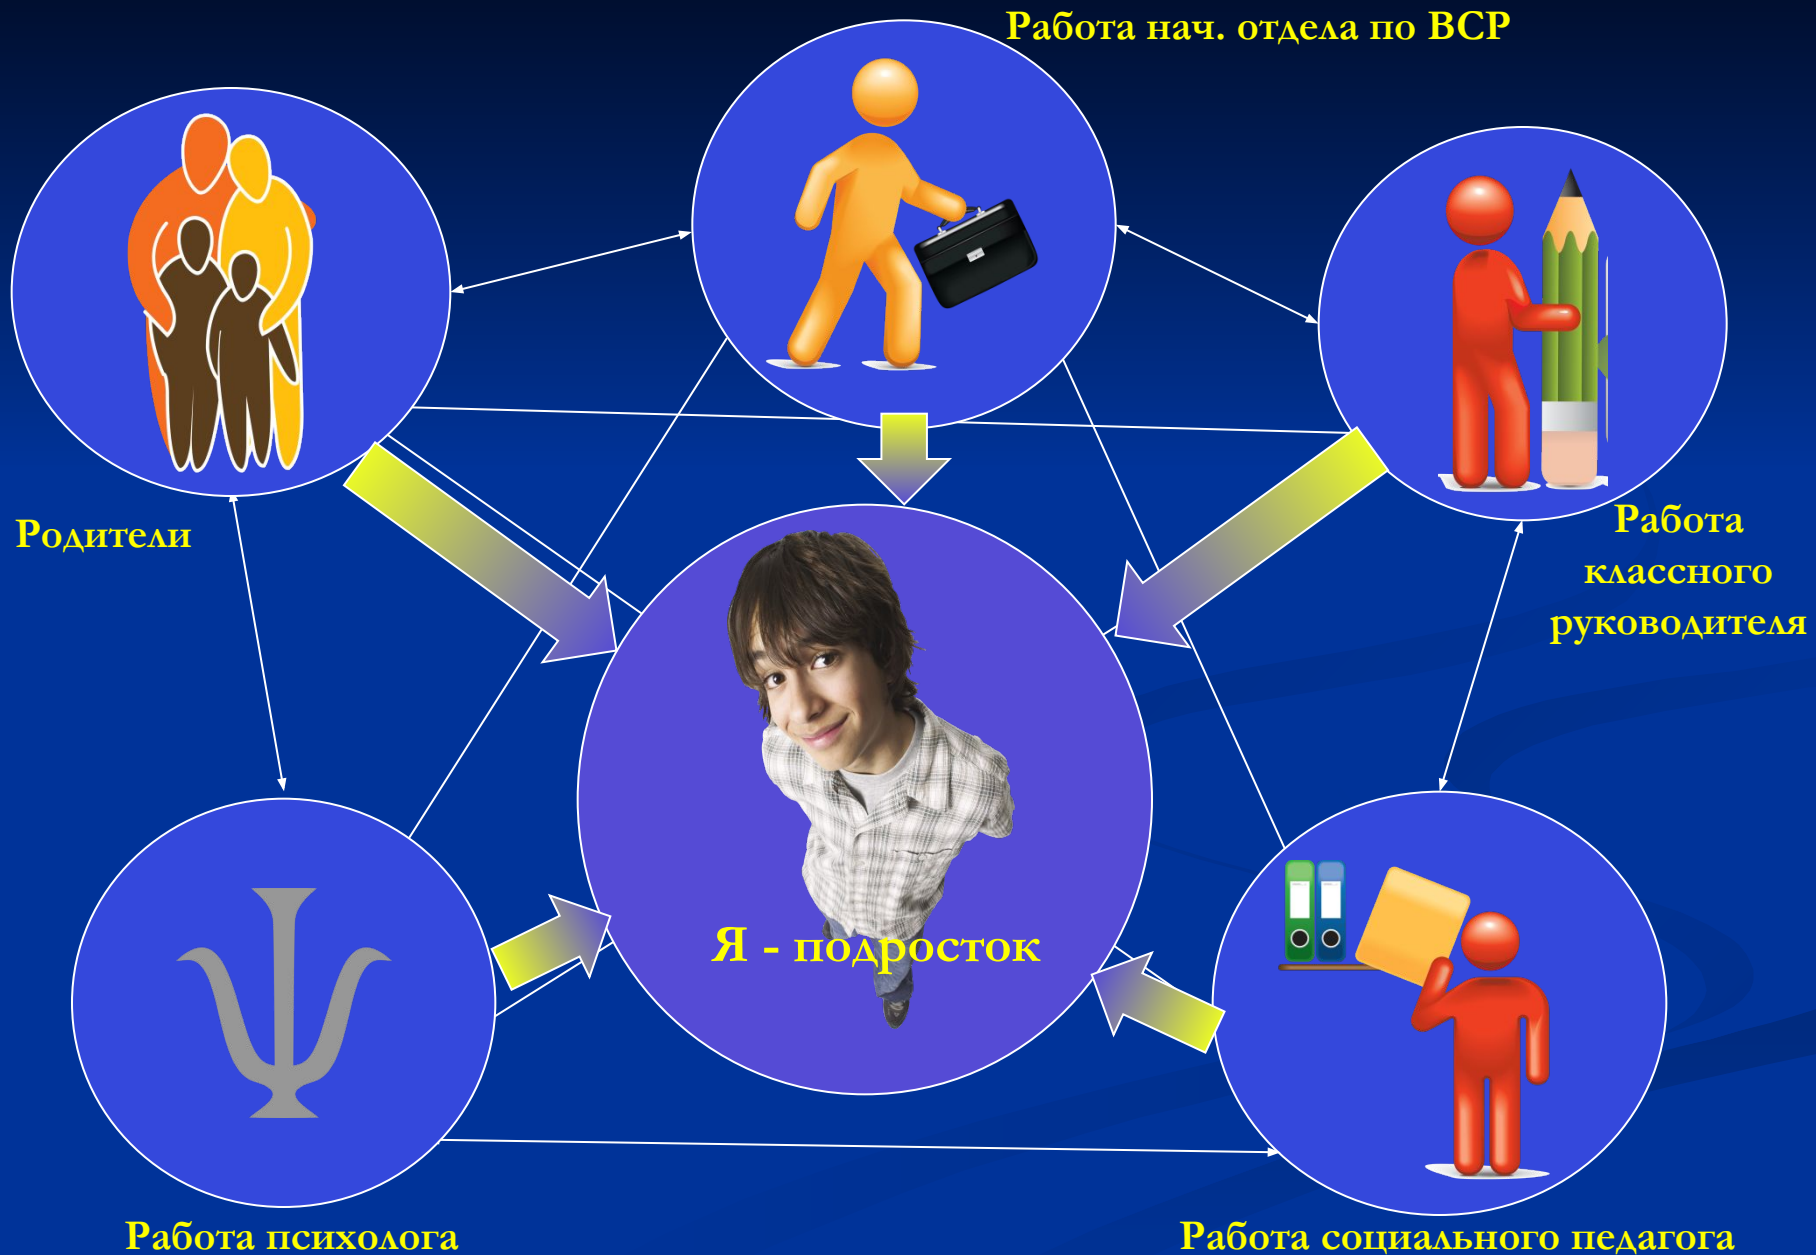 Работа нач. отдела по ВСР
Родители
Работа
классного
руководителя
Я - подросток
Работа психолога
Работа социального педагога